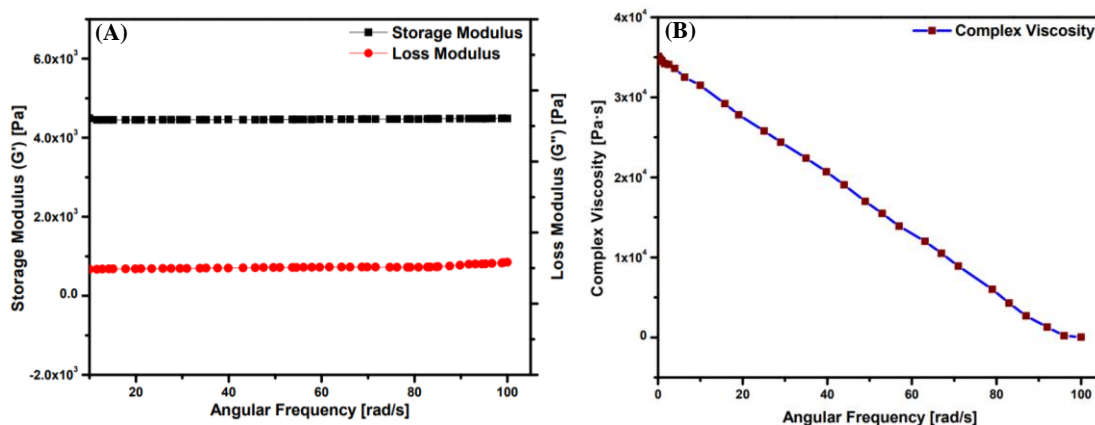 (A)
Storage Modulus
Loss Modulus
Storage Modulus (G') [Pa]
6.0x10³
4.0x10³
2.0x10³
0.0
-2.0x10³
Loss Modulus (G'') [Pa]
20 40 60 80 100
Angular Frequency [rad/s]
(B)
Complex Viscosity
Complex Viscosity [Pa·s]
4x10⁴
3x10⁴
2x10⁴
1x10⁴
0
0 20 40 60 80 100
Angular Frequency [rad/s]